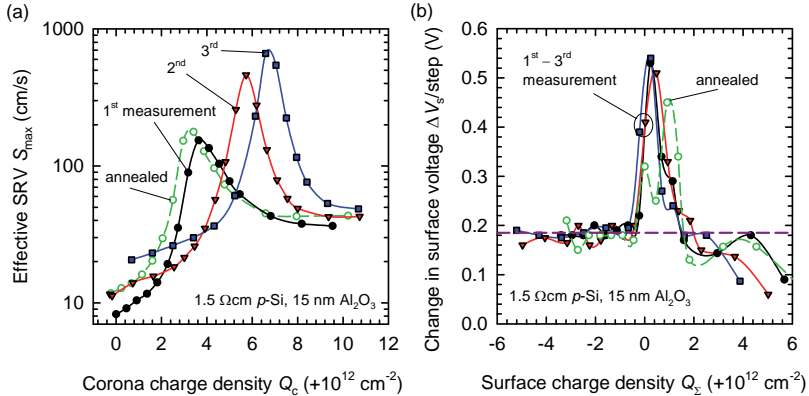 (a)
1000
100
10
Effective SRV Smax (cm/s)
3rd
2nd
1st measurement
annealed
1.5 Ωcm p-Si, 15 nm Al2O3
0 2 4 6 8 10 12
Corona charge density Qc (+10^12 cm^-2)
(b)
0.6
0.5
0.4
0.3
0.2
0.1
0.0
Change in surface voltage ΔVs/step (V)
1st – 3rd
measurement
annealed
1.5 Ωcm p-Si, 15 nm Al2O3
-6 -4 -2 0 2 4 6
Surface charge density QΣ (+10^12 cm^-2)